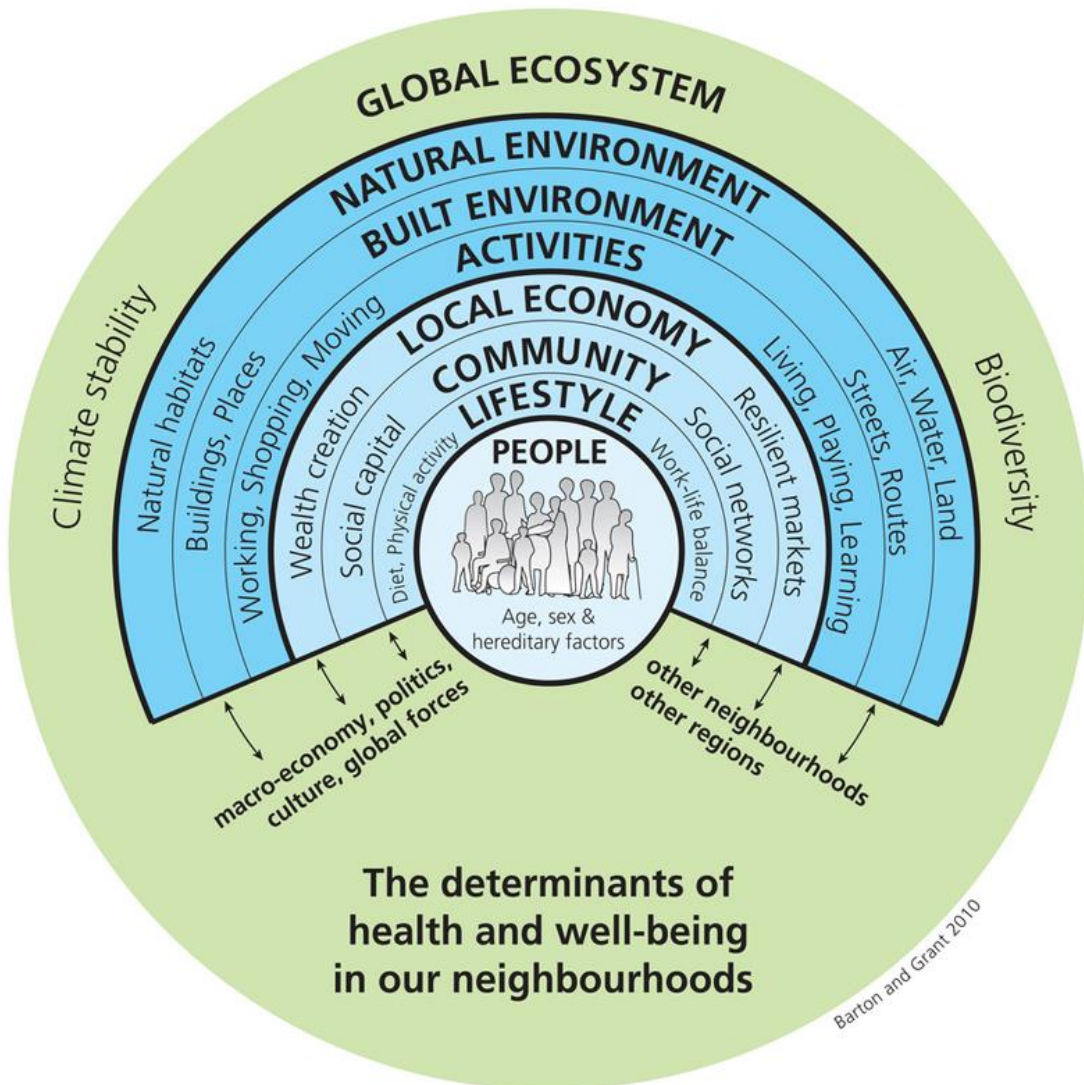 GLOBAL ECOSYSTEM
Climate stability
Biodiversity
NATURAL ENVIRONMENT
Natural habitats
Air, Water, Land
BUILT ENVIRONMENT
Buildings, Places
Streets, Routes
ACTIVITIES
Working, Shopping, Moving
Living, Playing, Learning
LOCAL ECONOMY
Wealth creation
Resilient markets
COMMUNITY
Social capital
Social networks
LIFESTYLE
Diet, Physical activity
Work-life balance
PEOPLE
Age, sex &
hereditary factors
macro-economy, politics,
culture, global forces
other neighbourhoods
other regions
The determinants of
health and well-being
in our neighbourhoods
Barton and Grant 2010